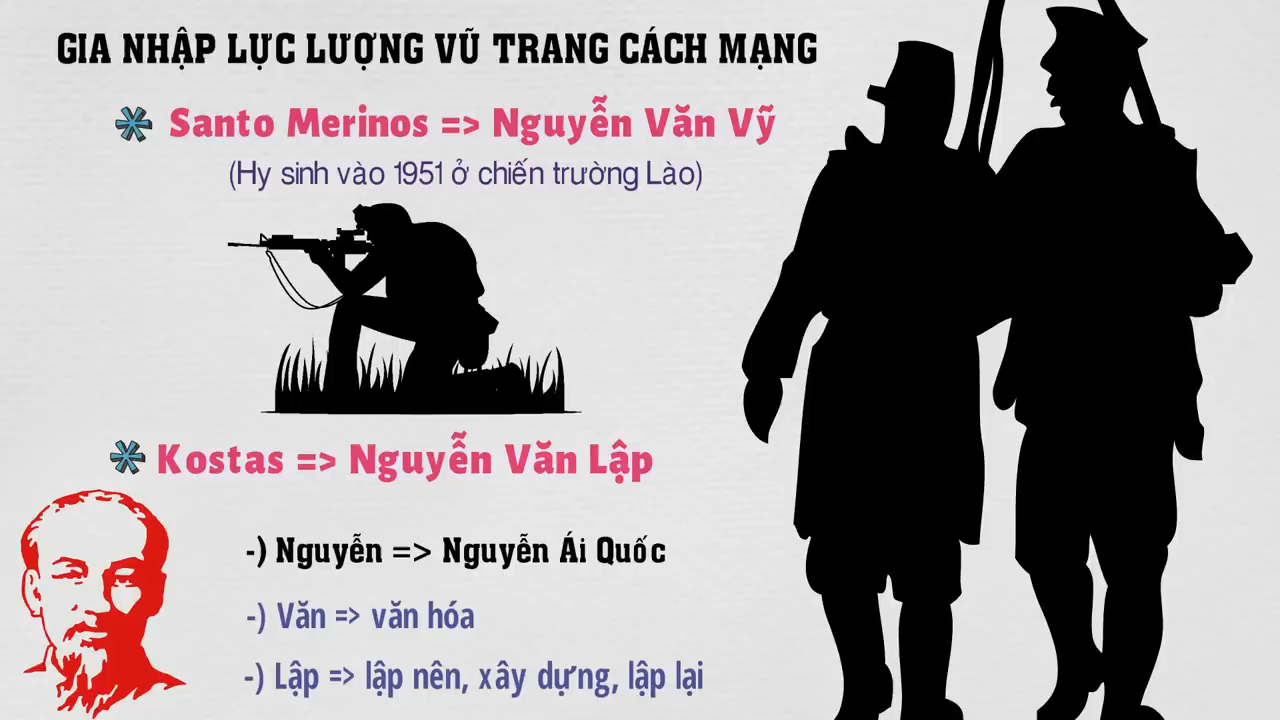 GIA NHẬP LỰC LƯỢNG VŨ TRANG CÁCH MẠNG
Santo Merinos => Nguyễn Văn Vỹ
(Hy sinh vào 1951 ở chiến trường Lào)
Kostas => Nguyễn Văn Lập
-) Nguyễn => Nguyễn Ái Quốc
-) Văn => văn hóa
-) Lập => lập nên, xây dựng, lập lại